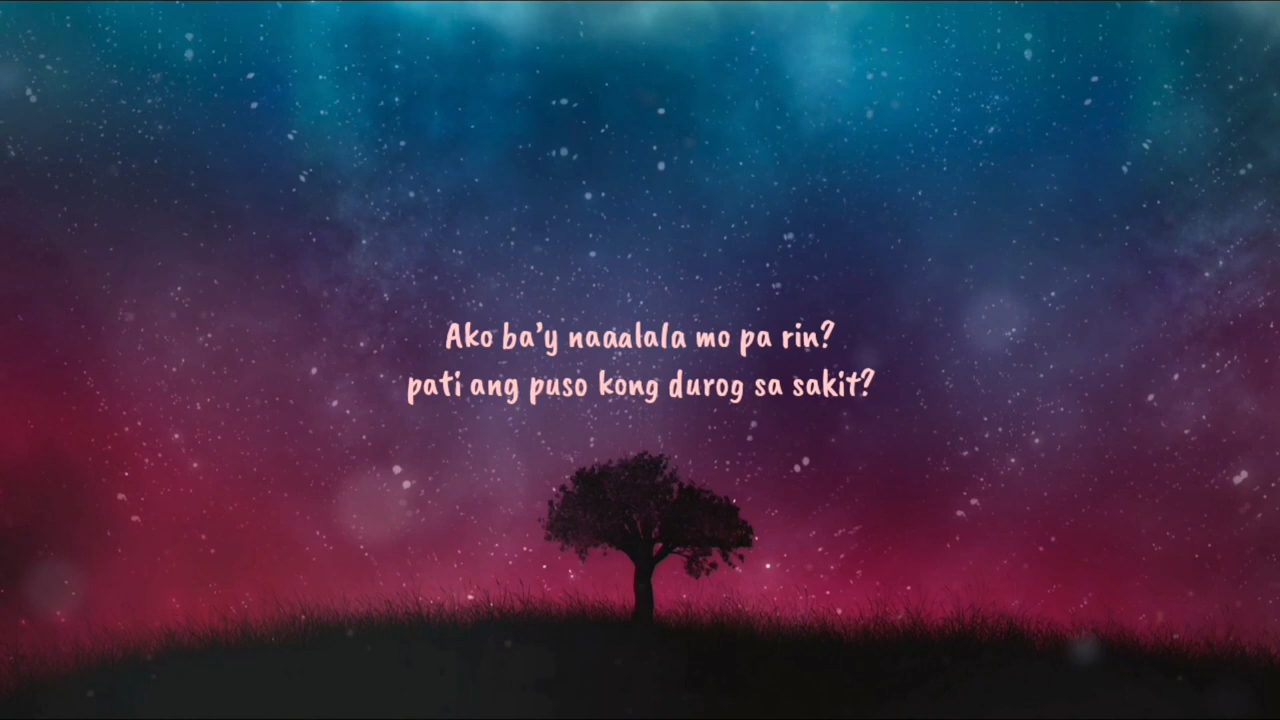 Ako ba’y naaalala mo pa rin?
pati ang puso kong durog sa sakit?